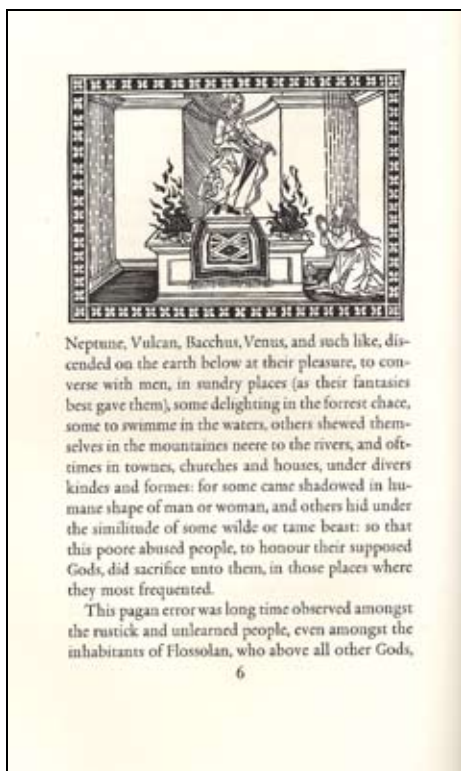 Neptune, Vulcan, Bacchus, Venus, and such like, dis-
cended on the earth below at their pleasure, to con-
verse with men, in sundry places (as their fantasies
best gave them), some delighting in the forrest chace,
some to swimme in the waters, others shewed them-
selves in the mountaines neere to the rivers, and oft-
times in townes, churches and houses, under divers
kindes and formes: for some came shadowed in hu-
mane shape of man or woman, and others hid under
the similitude of some wilde or tame beast: so that
this poore abused people, to honour their supposed
Gods, did sacrifice unto them, in those places where
they most frequented.
This pagan error was long time observed amongst
the rustick and unlearned people, even amongst the
inhabitants of Flossolan, who above all other Gods,
6